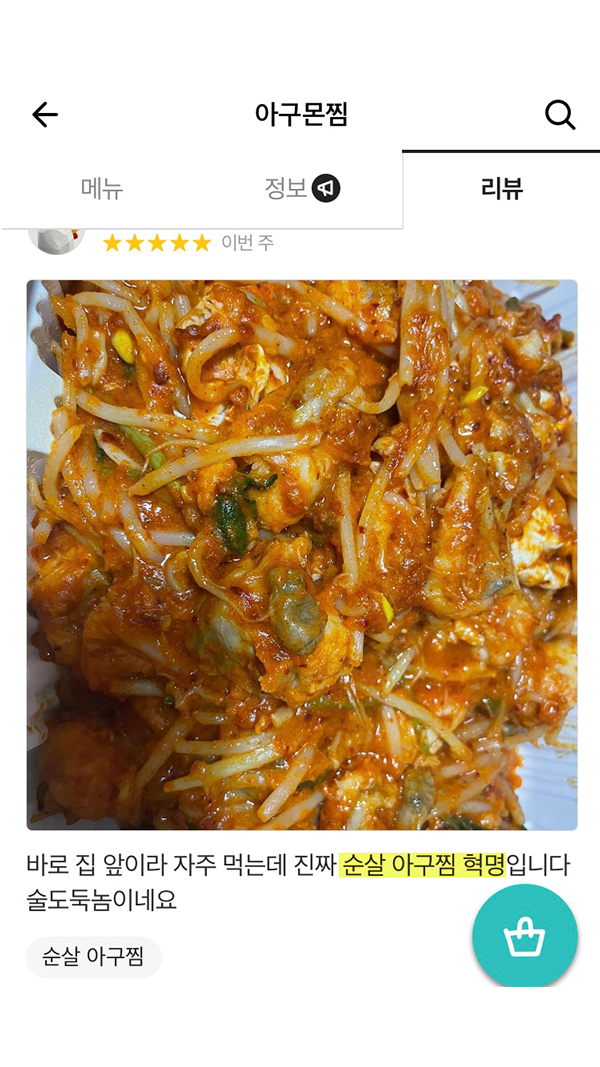 아구몬찜
메뉴
정보
리뷰
★★★★★ 이번 주
바로 집 앞이라 자주 먹는데 진짜 순살 아구찜 혁명입니다
술도둑놈이네요
순살 아구찜